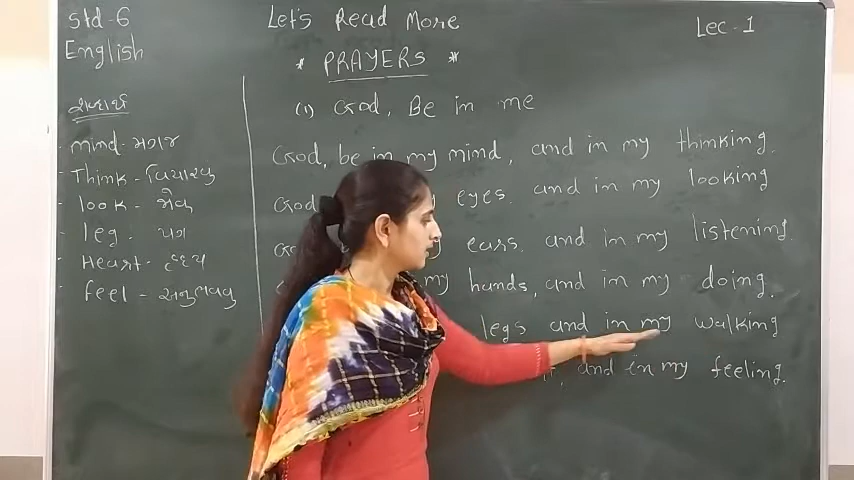 Std-6
English
Let's Read More
Lec-1
* PRAYERS *
(1) God, Be in me
શબ્દાર્થ
mind-મગજ
Think-વિચારવું
look-જોવું
leg-પગ
Heart-હૃદય
feel-અનુભવવું
God, be in my mind, and in my thinking.
God eyes. and in my looking
ears. and in my listening.
my hands, and in my doing.
legs and in my walking
and in my feeling.